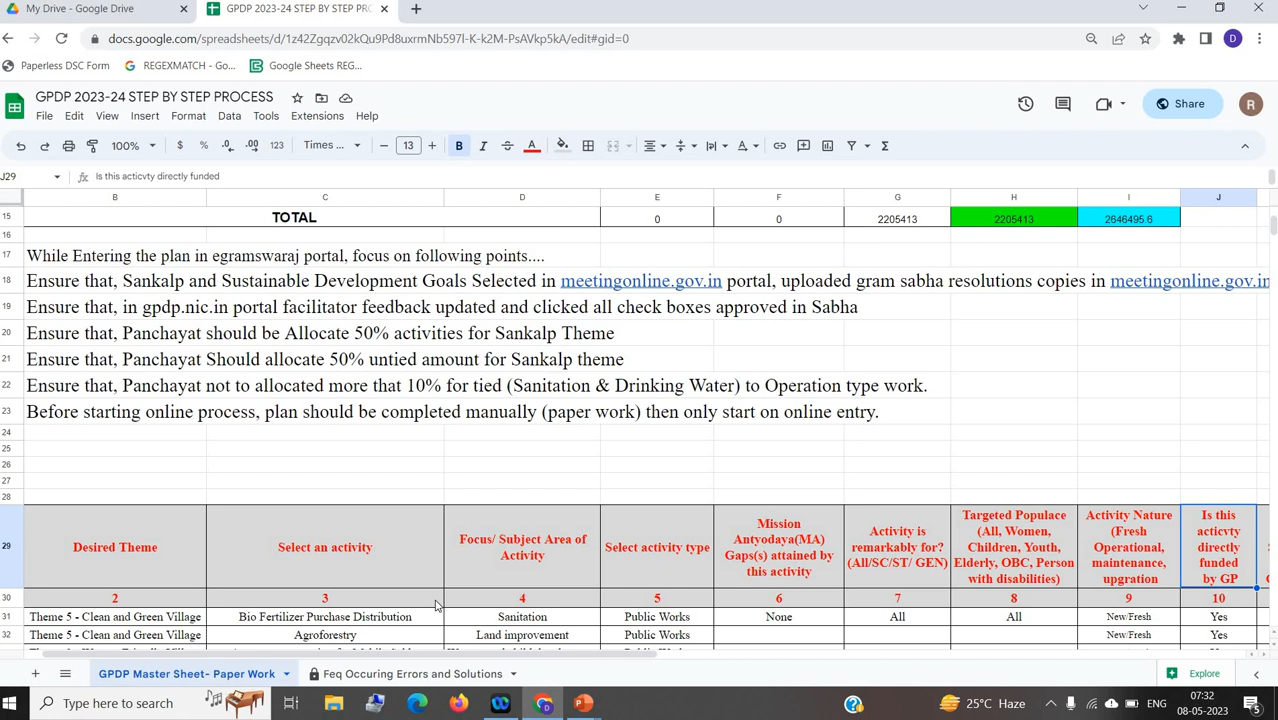 My Drive - Google Drive
GPDP 2023-24 STEP BY STEP PROC
docs.google.com/spreadsheets/d/1z42Zgqzv02kQu9Pd8uxrmNb597l-K-k2M-PsAVkp5kA/edit#gid=0
D
Paperless DSC Form
REGEXMATCH - Go...
Google Sheets REG...
GPDP 2023-24 STEP BY STEP PROCESS
File Edit View Insert Format Data Tools Extensions Help
Share
R
100% $ % .0 .00 123 Times ... 13 B I A
J29
Is this acticvty directly funded
B C D E F G H I J
15 TOTAL 0 0 2205413 2205413 2646495.6
16
17 While Entering the plan in egramswaraj portal, focus on following points....
18 Ensure that, Sankalp and Sustainable Development Goals Selected in meetingonline.gov.in portal, uploaded gram sabha resolutions copies in meetingonline.gov.in
19 Ensure that, in gpdp.nic.in portal facilitator feedback updated and clicked all check boxes approved in Sabha
20 Ensure that, Panchayat should be Allocate 50% activities for Sankalp Theme
21 Ensure that, Panchayat Should allocate 50% untied amount for Sankalp theme
22 Ensure that, Panchayat not to allocated more that 10% for tied (Sanitation & Drinking Water) to Operation type work.
23 Before starting online process, plan should be completed manually (paper work) then only start on online entry.
24
25
26
27
28
29
Desired Theme
Select an activity
Focus/ Subject Area of
Activity
Select activity type
Mission
Antyodaya(MA)
Gaps(s) attained by
this activity
Activity is
remarkably for?
(All/SC/ST/ GEN)
Targeted Populace
(All, Women,
Children, Youth,
Elderly, OBC, Person
with disabilities)
Activity Nature
(Fresh
Operational,
maintenance,
upgration
Is this
acticvty
directly
funded
by GP
30 2 3 4 5 6 7 8 9 10
31 Theme 5 - Clean and Green Village Bio Fertilizer Purchase Distribution Sanitation Public Works None All All New/Fresh Yes
32 Theme 5 - Clean and Green Village Agroforestry Land improvement Public Works New/Fresh Yes
GPDP Master Sheet- Paper Work
Feq Occuring Errors and Solutions
Explore
Type here to search
25°C Haze
ENG
07:32
08-05-2023
5